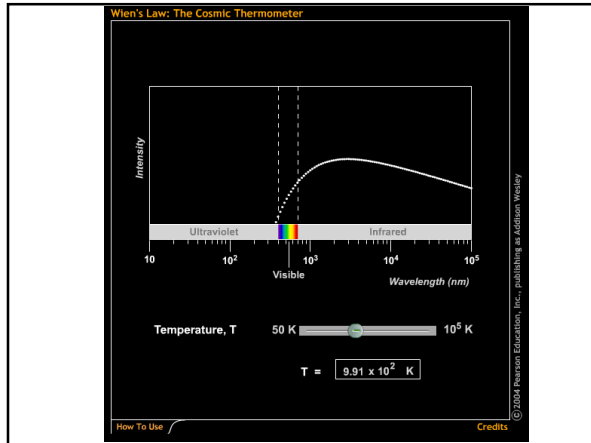 Wien's Law: The Cosmic Thermometer
Intensity
Ultraviolet
Infrared
10
10²
10³
10⁴
10⁵
Visible
Wavelength (nm)
Temperature, T
50 K
10⁵ K
T = 9.91 x 10² K
© 2004 Pearson Education, Inc., publishing as Addison Wesley
How To Use
Credits